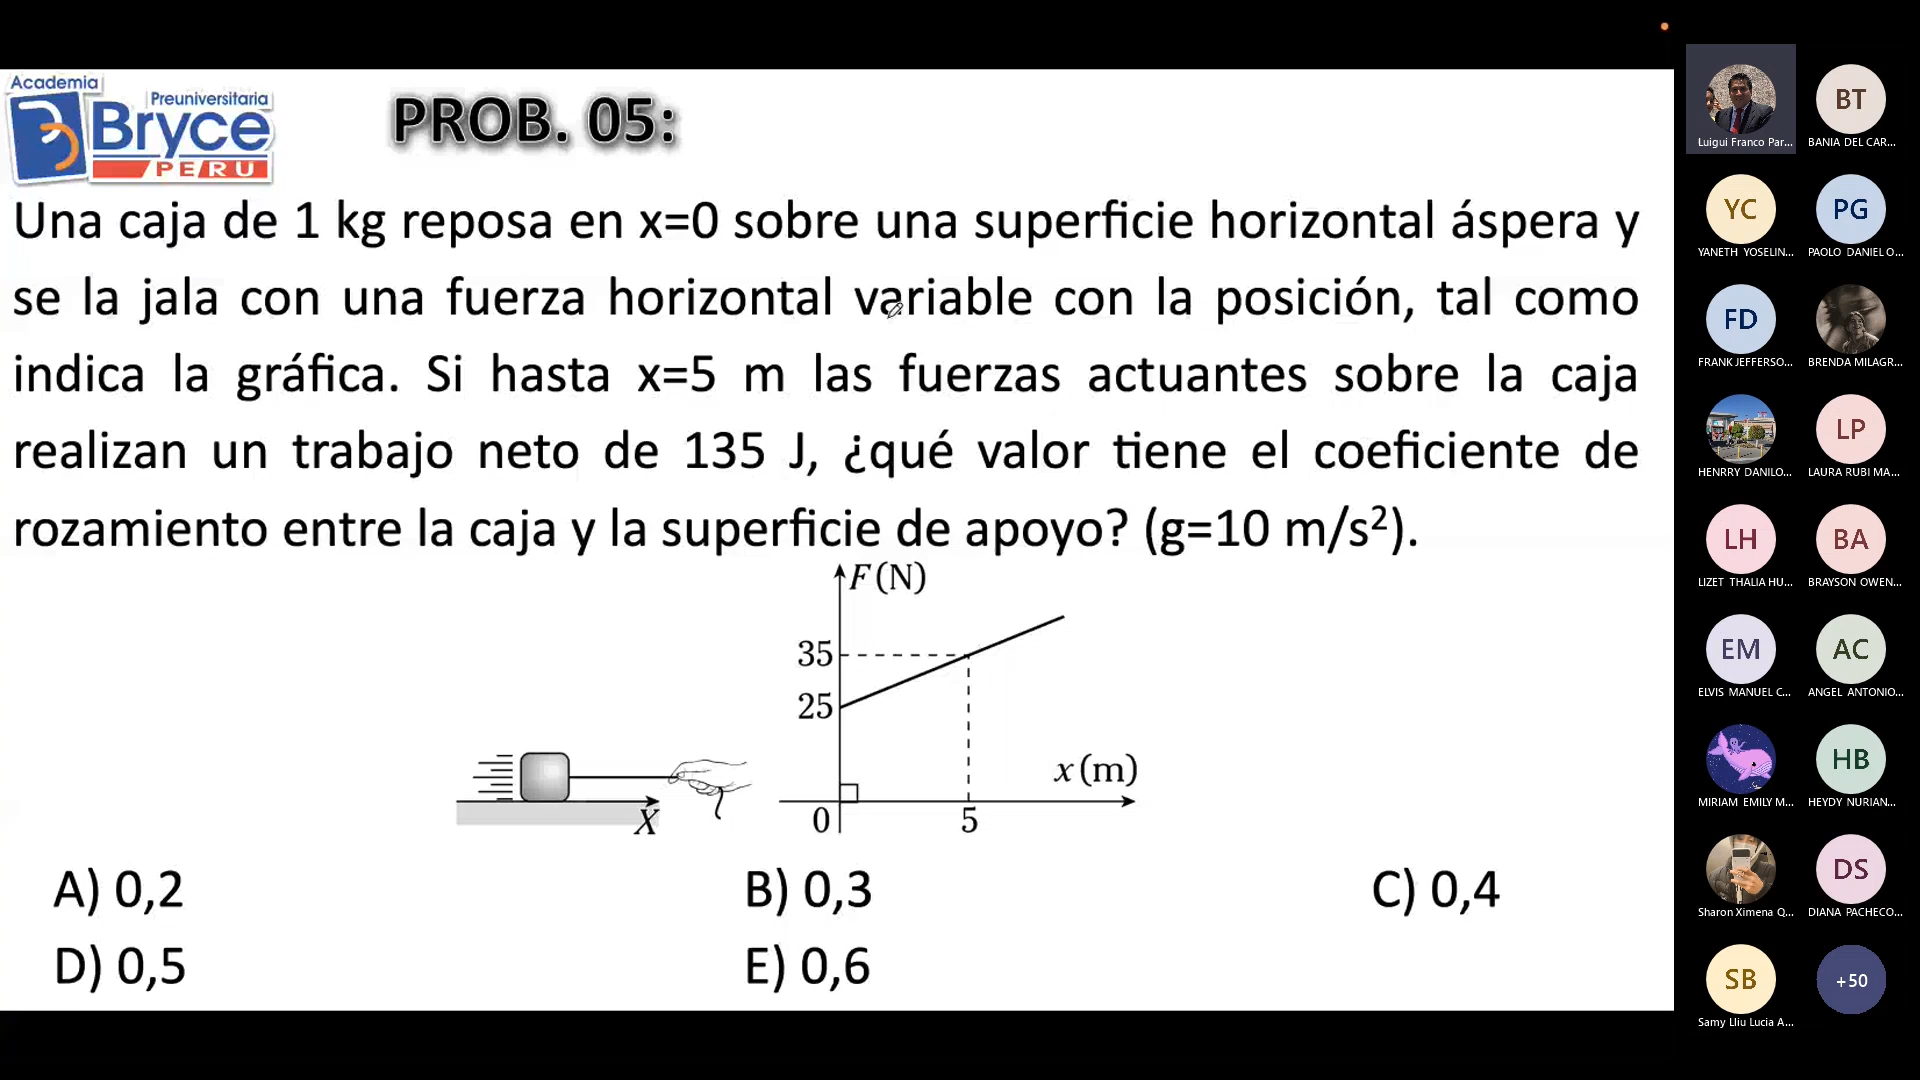 Academia
Preuniversitaria
Bryce
PERU
PROB. 05:
Una caja de 1 kg reposa en x=0 sobre una superficie horizontal áspera y
se la jala con una fuerza horizontal variable con la posición, tal como
indica la gráfica. Si hasta x=5 m las fuerzas actuantes sobre la caja
realizan un trabajo neto de 135 J, ¿qué valor tiene el coeficiente de
rozamiento entre la caja y la superficie de apoyo? (g=10 m/s²).
F(N)
35
25
x(m)
0
5
X
A) 0,2
B) 0,3
C) 0,4
D) 0,5
E) 0,6
Luigui Franco Par...
BT
BANIA DEL CAR...
YC
YANETH YOSELIN...
PG
PAOLO DANIEL O...
FD
FRANK JEFFERSO...
BRENDA MILAGR...
HENRRY DANILO...
LP
LAURA RUBI MA...
LH
LIZET THALIA HU...
BA
BRAYSON OWEN...
EM
ELVIS MANUEL C...
AC
ANGEL ANTONIO...
MIRIAM EMILY M...
HB
HEYDY NURIAN...
Sharon Ximena Q...
DS
DIANA PACHECO...
SB
Samy Lliu Lucia A...
+50